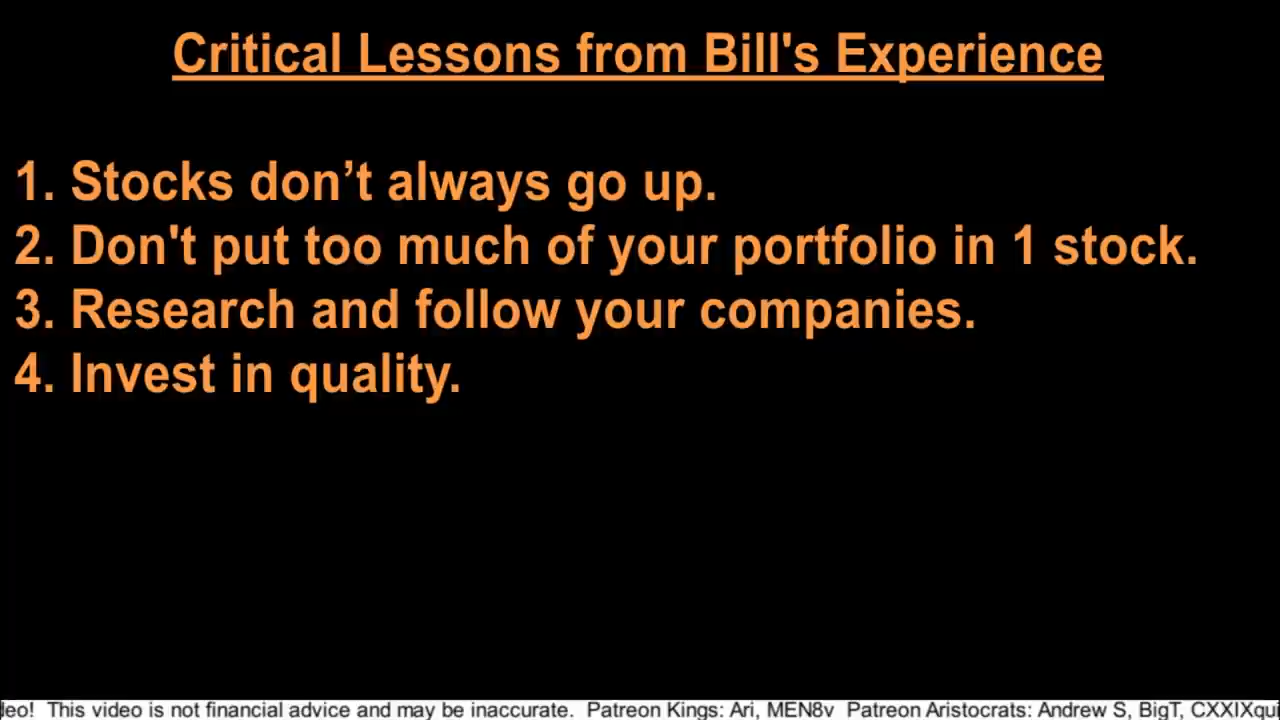 Critical Lessons from Bill's Experience
1. Stocks don’t always go up.
2. Don't put too much of your portfolio in 1 stock.
3. Research and follow your companies.
4. Invest in quality.
deo! This video is not financial advice and may be inaccurate. Patreon Kings: Ari, MEN8v Patreon Aristocrats: Andrew S, BigT, CXXIXqui